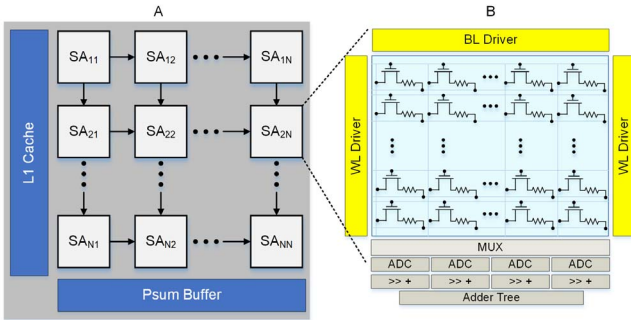 A
B
L1 Cache
SA11
SA12
SA1N
SA21
SA22
SA2N
SAN1
SAN2
SANN
Psum Buffer
BL Driver
WL Driver
WL Driver
MUX
ADC ADC ADC ADC
>> + >> + >> + >> +
Adder Tree